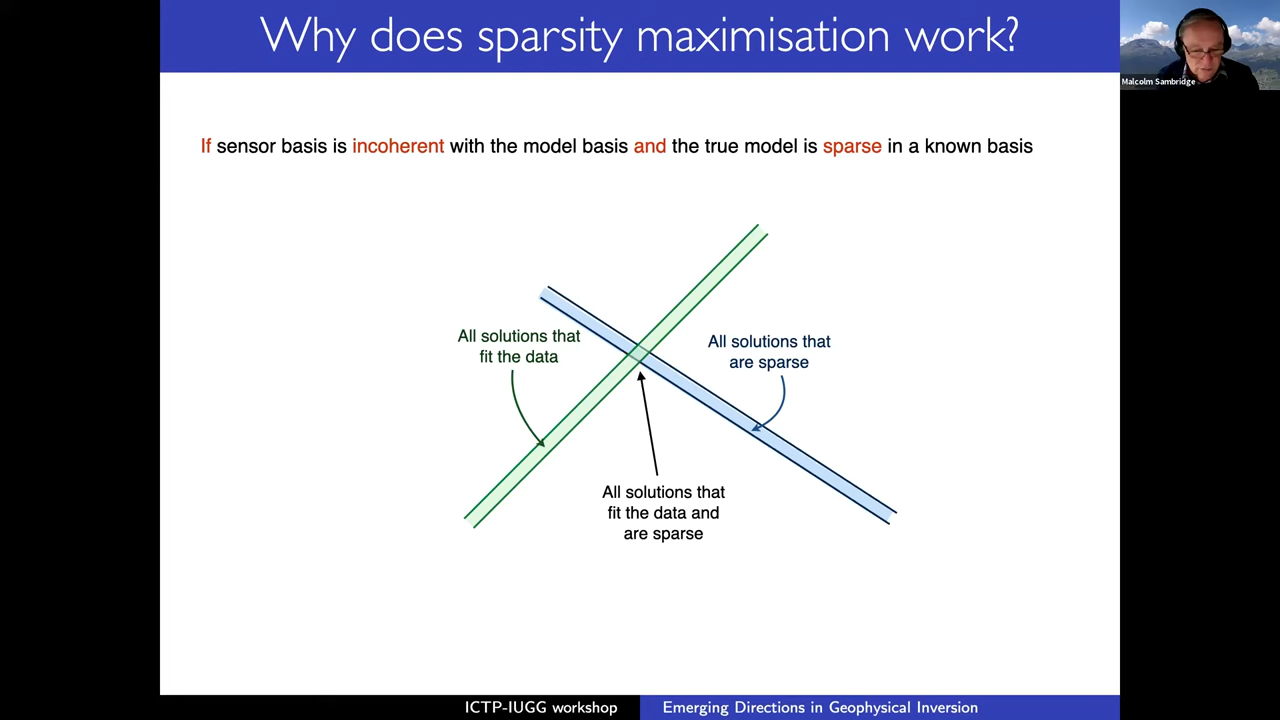 Why does sparsity maximisation work?
Malcolm Sambridge
If sensor basis is incoherent with the model basis and the true model is sparse in a known basis
All solutions that
fit the data
All solutions that
are sparse
All solutions that
fit the data and
are sparse
ICTP-IUGG workshop
Emerging Directions in Geophysical Inversion